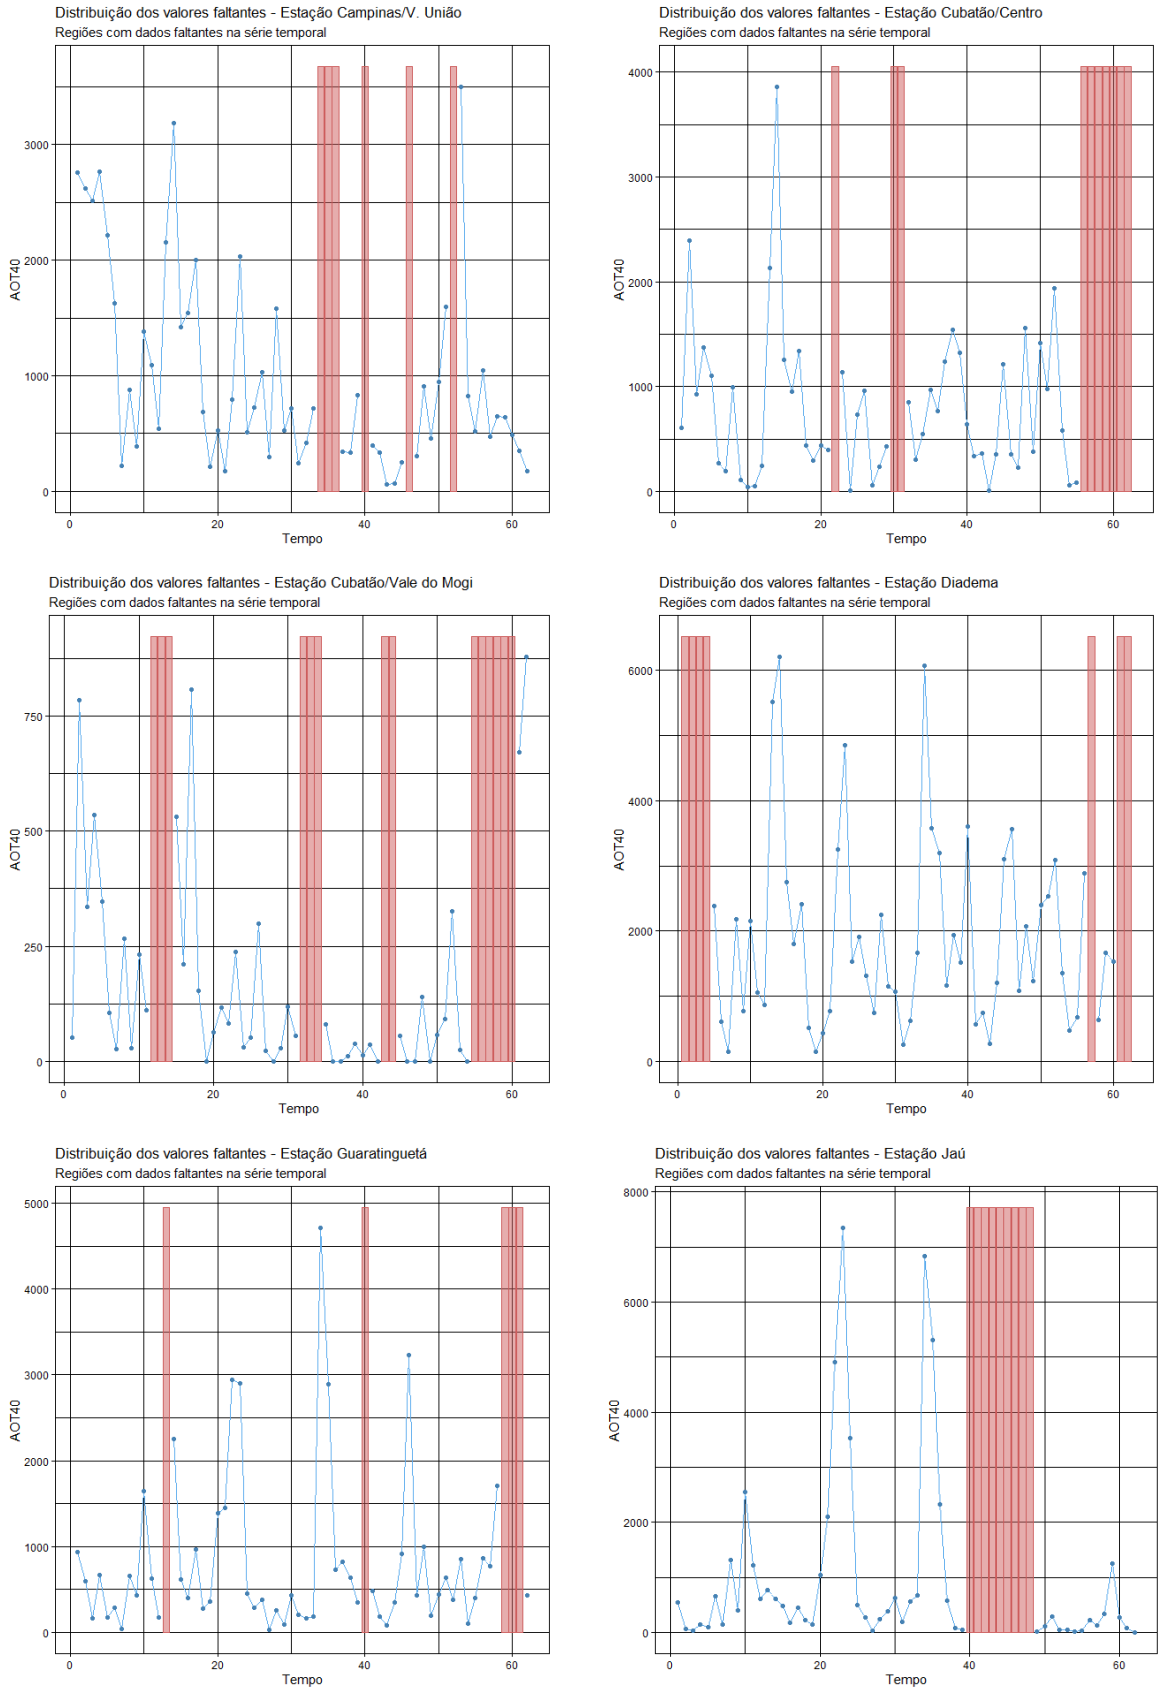 Distribuição dos valores faltantes - Estação Campinas/V. União
Regiões com dados faltantes na série temporal
AOT40
3000
2000
1000
0
0 20 40 60
Tempo
Distribuição dos valores faltantes - Estação Cubatão/Centro
Regiões com dados faltantes na série temporal
AOT40
4000
3000
2000
1000
0
0 20 40 60
Tempo
Distribuição dos valores faltantes - Estação Cubatão/Vale do Mogi
Regiões com dados faltantes na série temporal
AOT40
750
500
250
0
0 20 40 60
Tempo
Distribuição dos valores faltantes - Estação Diadema
Regiões com dados faltantes na série temporal
AOT40
6000
4000
2000
0
0 20 40 60
Tempo
Distribuição dos valores faltantes - Estação Guaratinguetá
Regiões com dados faltantes na série temporal
AOT40
5000
4000
3000
2000
1000
0
0 20 40 60
Tempo
Distribuição dos valores faltantes - Estação Jaú
Regiões com dados faltantes na série temporal
AOT40
8000
6000
4000
2000
0
0 20 40 60
Tempo